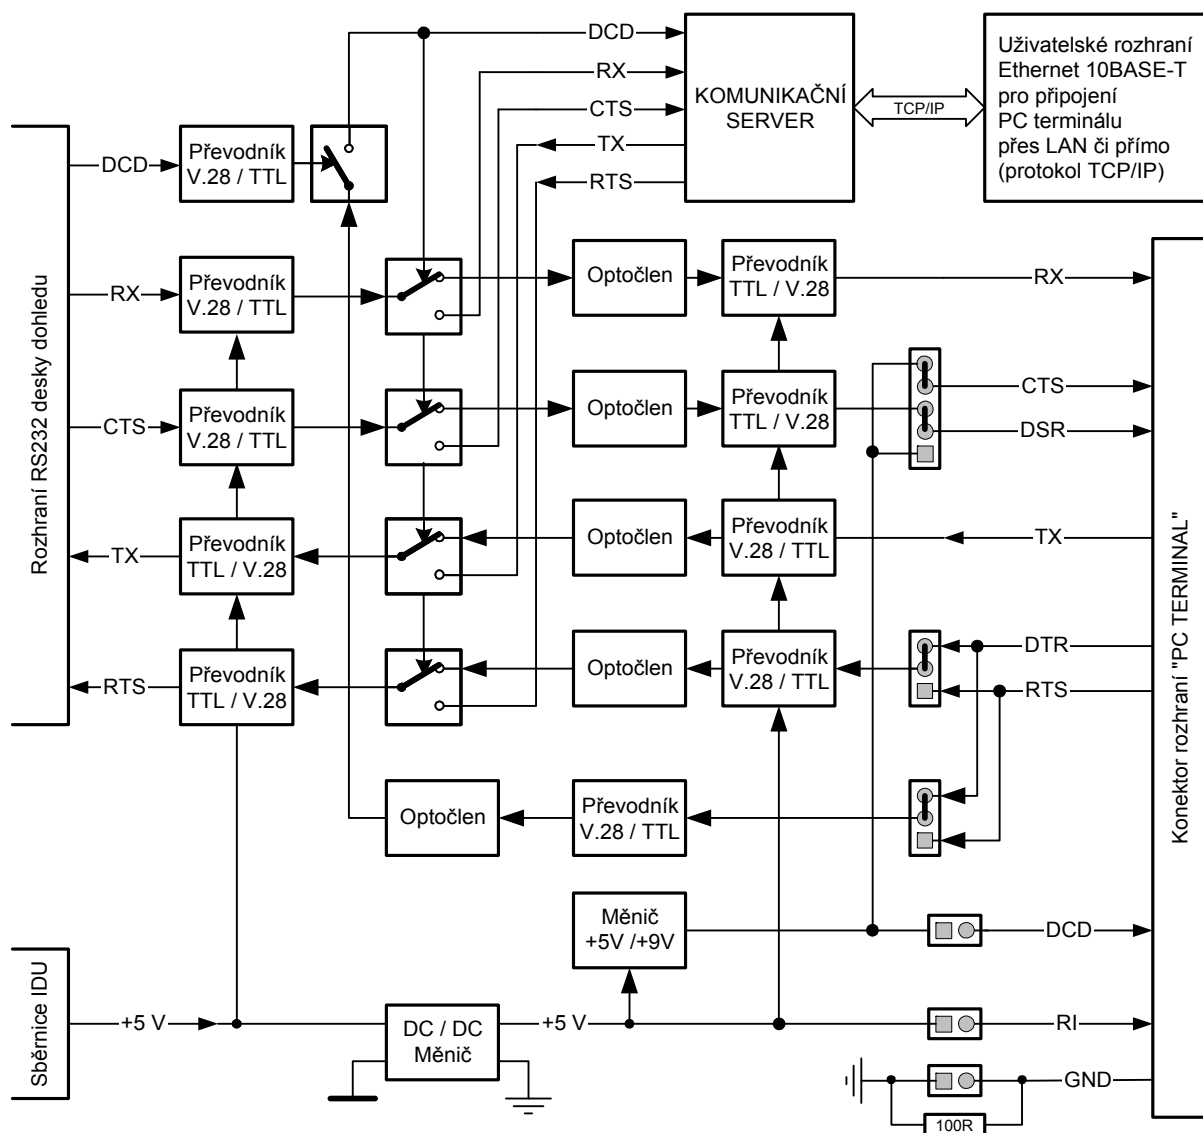 DCD
RX
CTS
TX
RTS
KOMUNIKAČNÍ
SERVER
TCP/IP
Uživatelské rozhraní
Ethernet 10BASE-T
pro připojení
PC terminálu
přes LAN či přímo
(protokol TCP/IP)
Rozhraní RS232 desky dohledu
DCD
Převodník
V.28 / TTL
RX
Převodník
V.28 / TTL
Optočlen
Převodník
TTL / V.28
RX
CTS
Převodník
V.28 / TTL
Optočlen
Převodník
TTL / V.28
CTS
DSR
TX
Převodník
TTL / V.28
Optočlen
Převodník
V.28 / TTL
TX
RTS
Převodník
TTL / V.28
Optočlen
Převodník
V.28 / TTL
DTR
RTS
Konektor rozhraní "PC TERMINAL"
Optočlen
Převodník
V.28 / TTL
Měnič
+5V /+9V
DCD
Sběrnice IDU
+5 V
DC / DC
Měnič
+5 V
RI
GND
100R